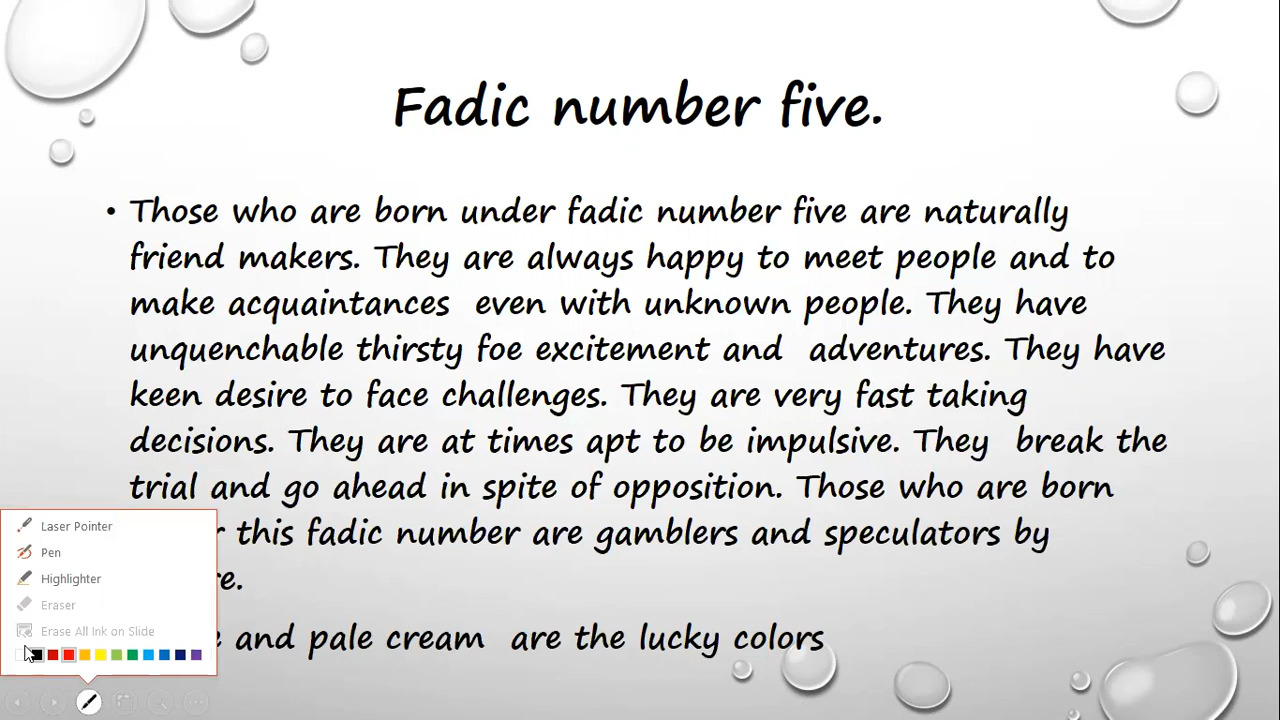 Fadic number five.
• Those who are born under fadic number five are naturally
friend makers. They are always happy to meet people and to
make acquaintances even with unknown people. They have
unquenchable thirsty foe excitement and adventures. They have
keen desire to face challenges. They are very fast taking
decisions. They are at times apt to be impulsive. They break the
trial and go ahead in spite of opposition. Those who are born
this fadic number are gamblers and speculators by
and pale cream are the lucky colors
Laser Pointer
Pen
Highlighter
Eraser
Erase All Ink on Slide